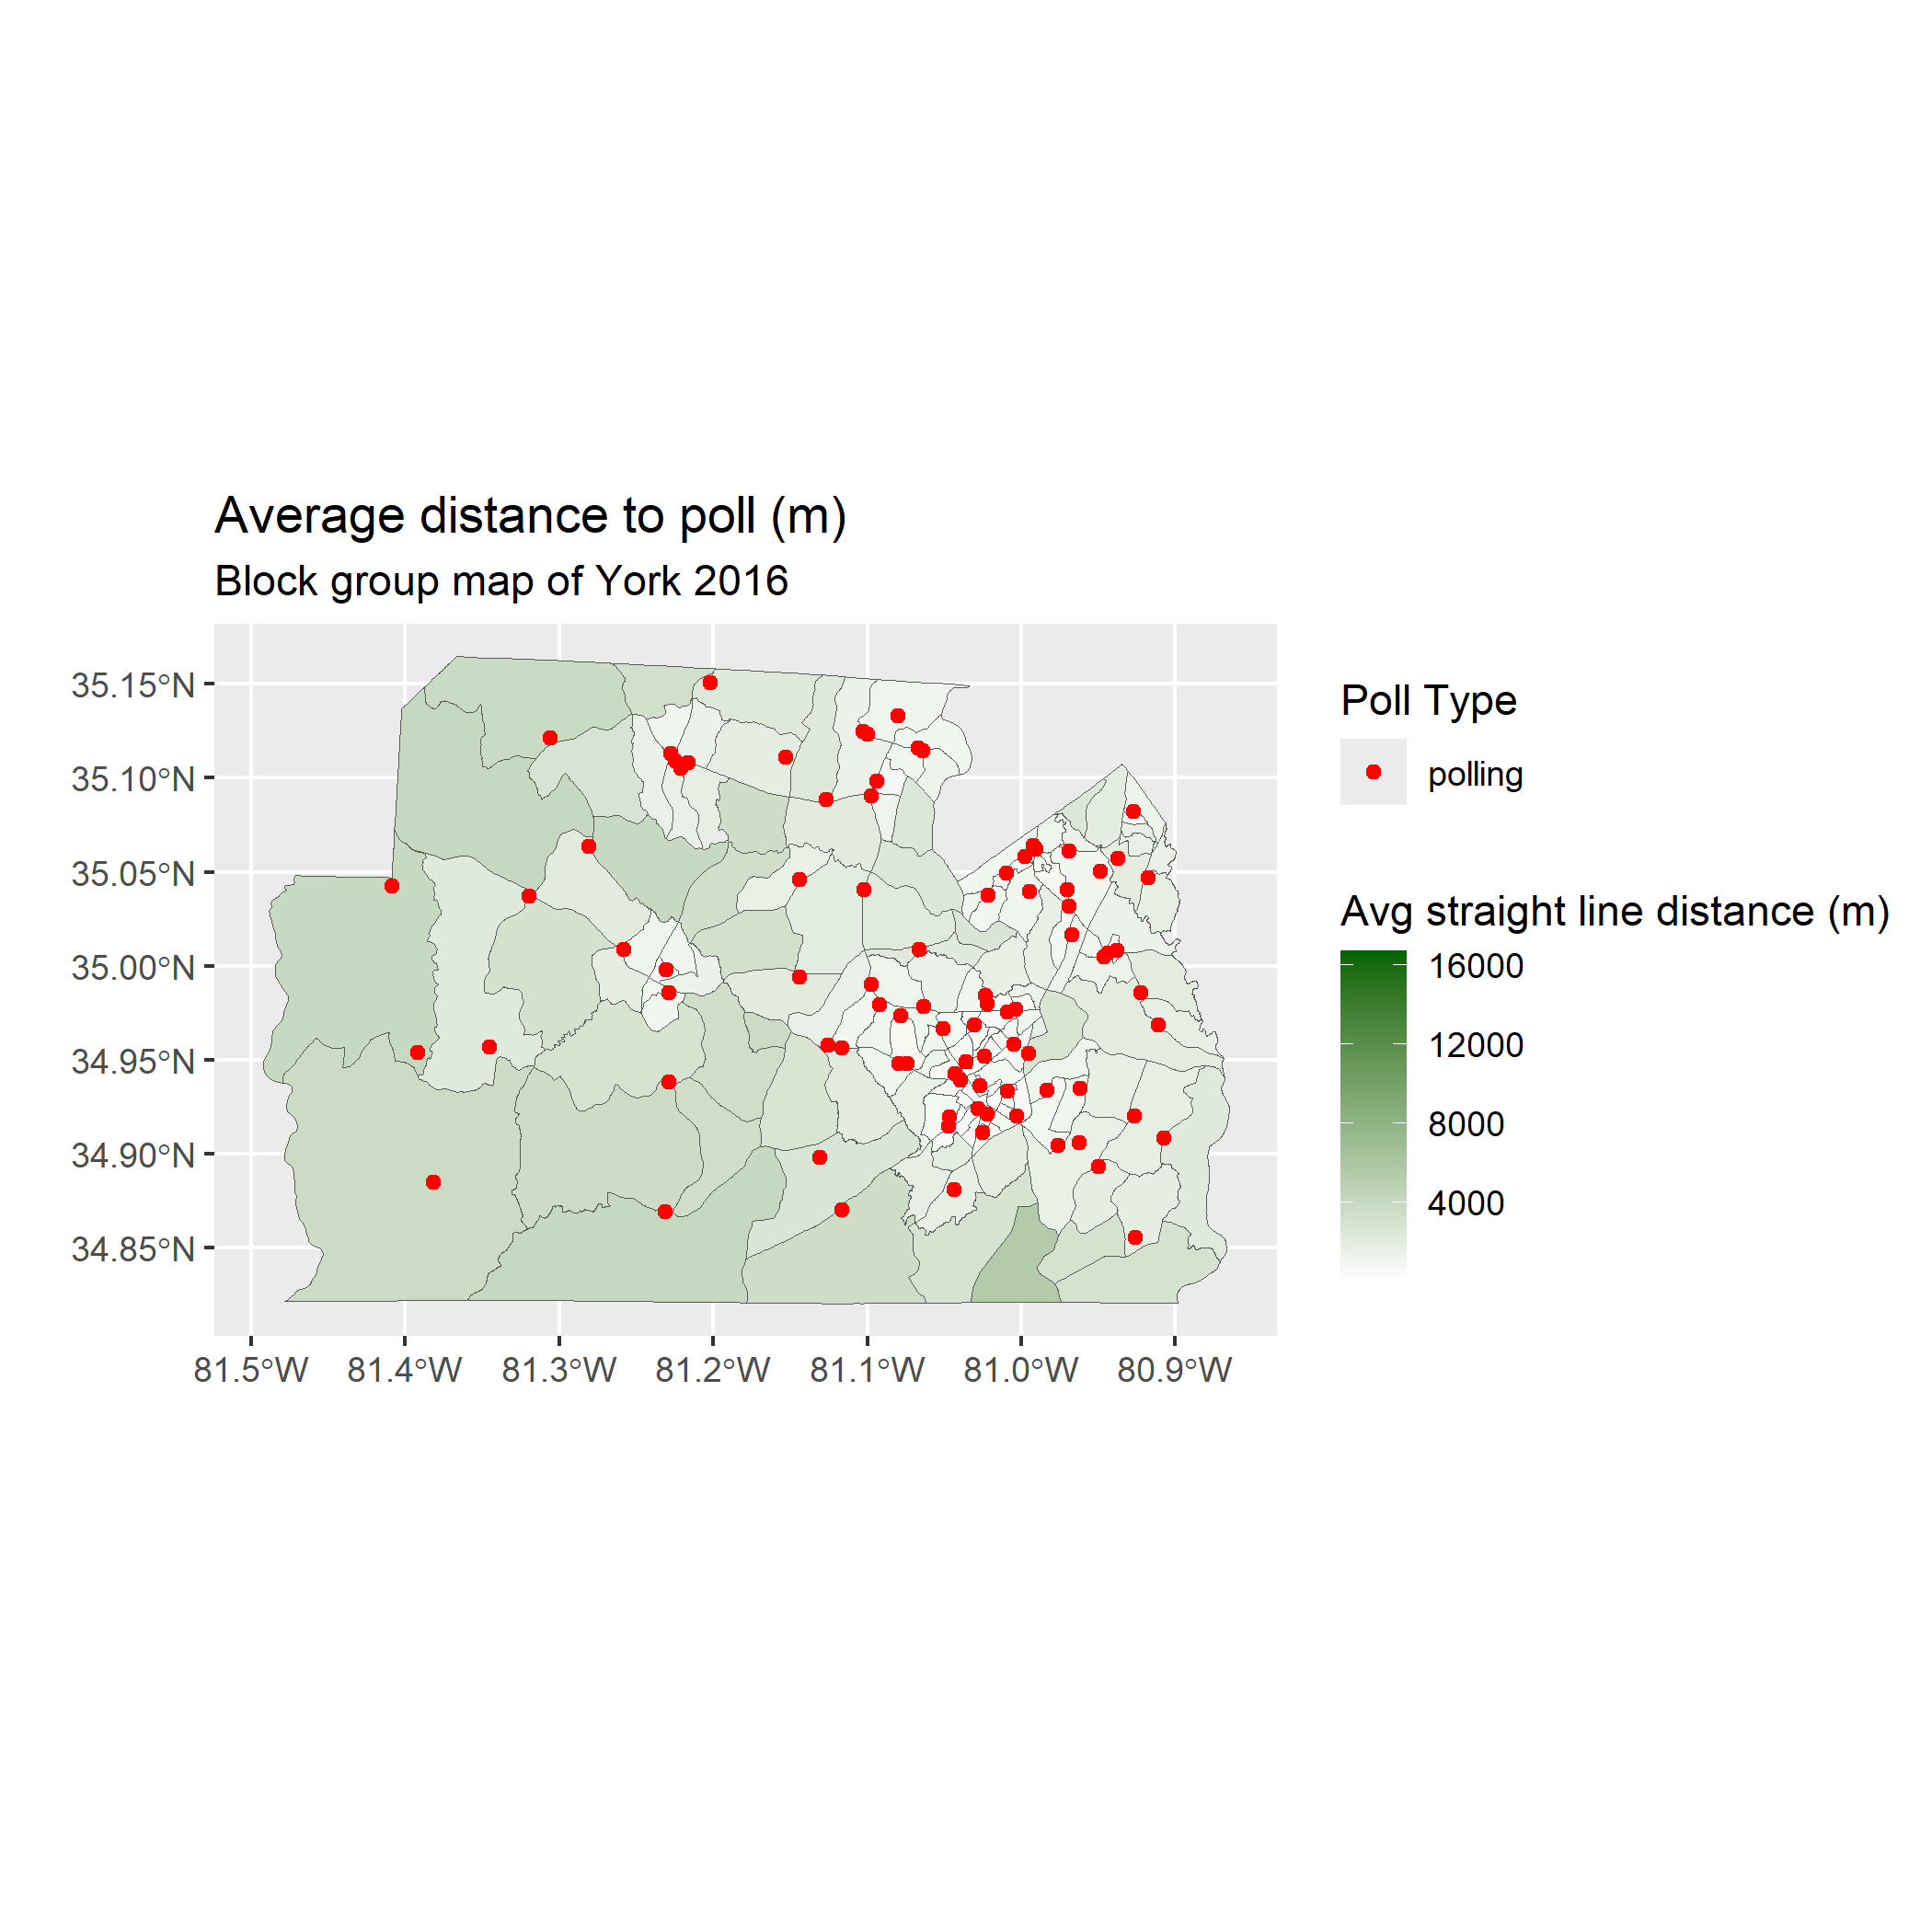 Average distance to poll (m)
Block group map of York 2016
35.15°N
35.10°N
35.05°N
35.00°N
34.95°N
34.90°N
34.85°N
81.5°W 81.4°W 81.3°W 81.2°W 81.1°W 81.0°W 80.9°W
Poll Type
polling
Avg straight line distance (m)
16000
12000
8000
4000